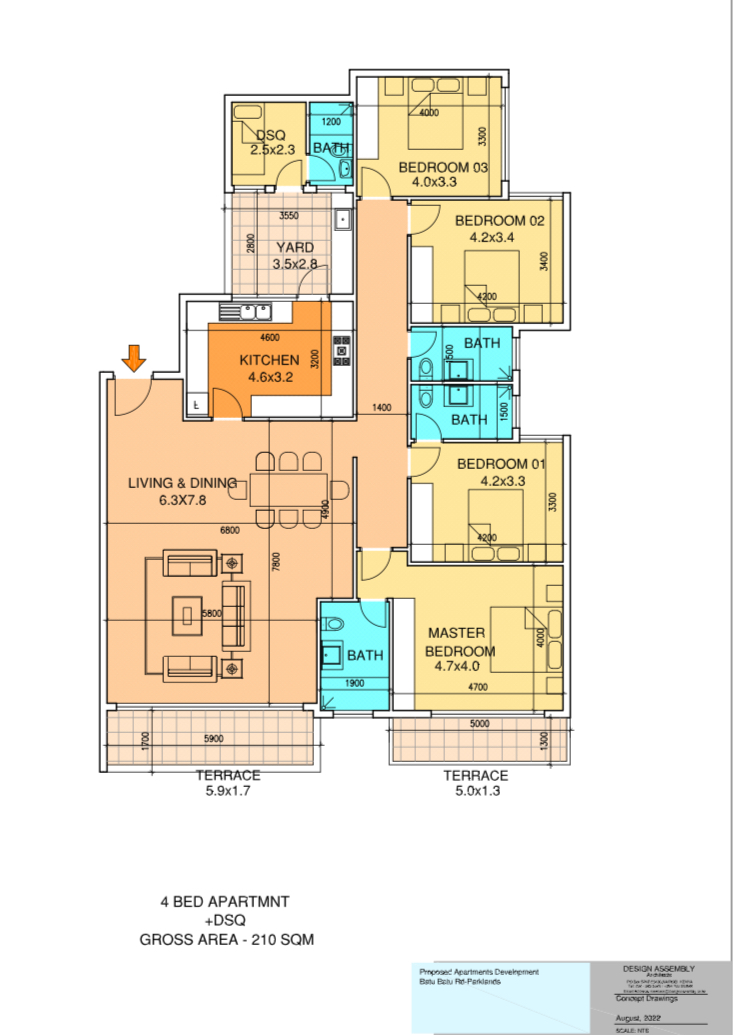 1200
4000
DSQ
2.5x2.3
BATH
3300
BEDROOM 03
4.0x3.3
3550
2800
YARD
3.5x2.8
BEDROOM 02
4.2x3.4
3400
4200
4600
KITCHEN
4.6x3.2
3200
BATH
1400
BATH
1500
LIVING & DINING
6.3X7.8
6800
4900
7800
BEDROOM 01
4.2x3.3
3300
4200
5800
BATH
1900
MASTER
BEDROOM
4.7x4.0
4000
4700
1700
5900
5000
1300
TERRACE
5.9x1.7
TERRACE
5.0x1.3
4 BED APARTMNT
+DSQ
GROSS AREA - 210 SQM
Proposed Apartments Development
Batu Batu Rd-Parklands
DESIGN ASSEMBLY
Architects
Concept Drawings
August, 2022
SCALE: NTS